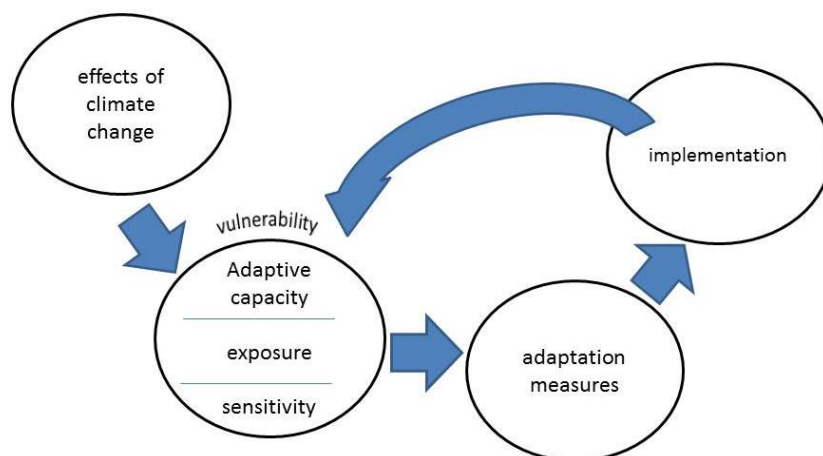 effects of
climate
change
vulnerability
Adaptive
capacity
exposure
sensitivity
adaptation
measures
implementation